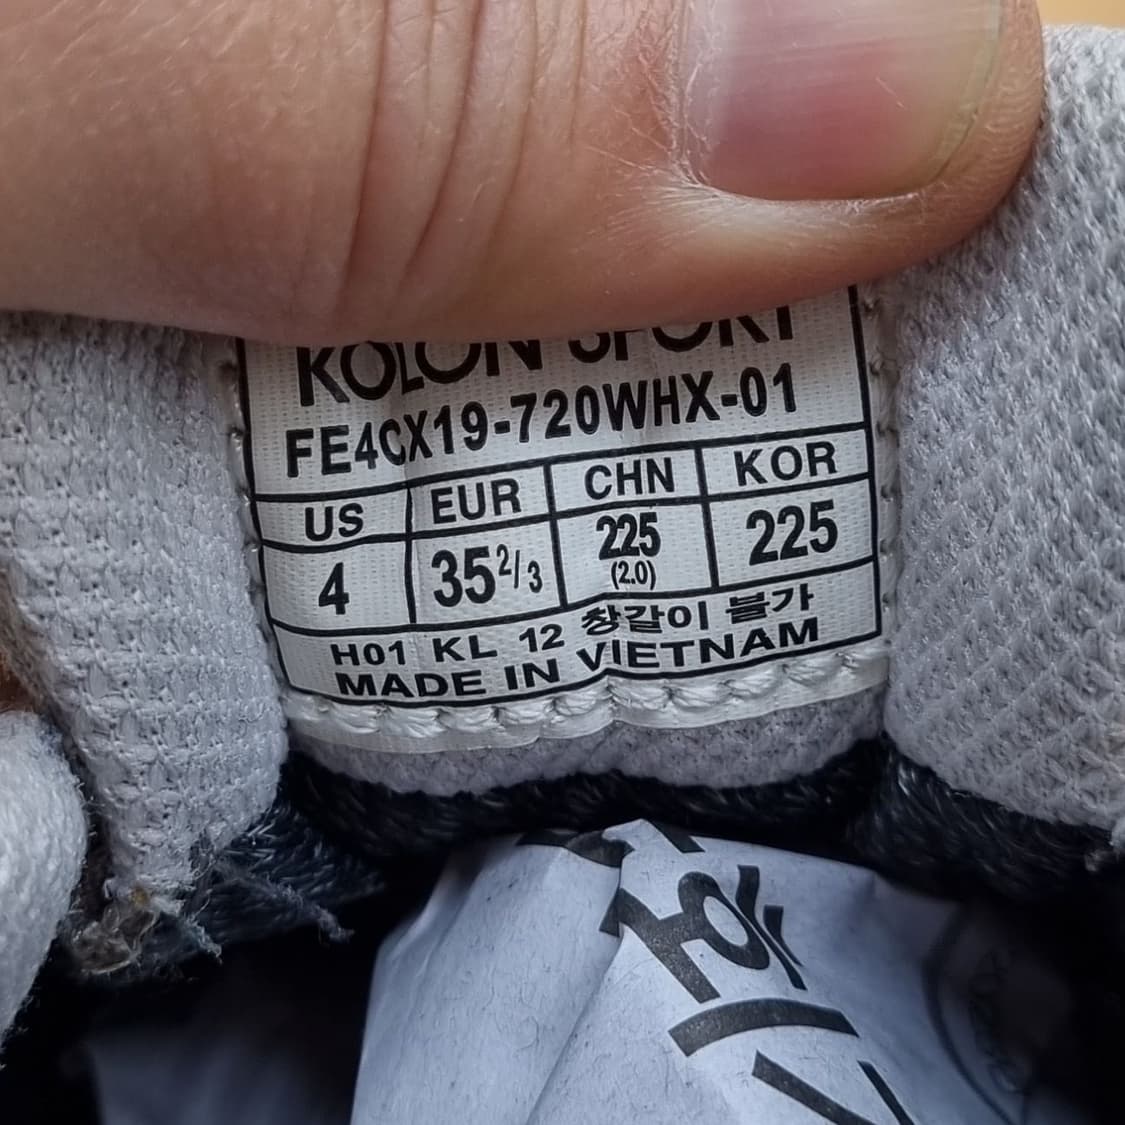 KOLON SPORT
FE4CX19-720WHX-01
US EUR CHN KOR
4 35 2/3 225 (2.0) 225
H01 KL 12 창갈이 불가
MADE IN VIETNAM